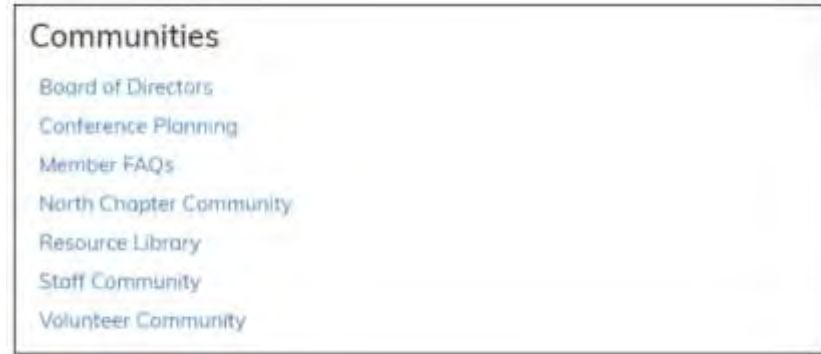 Communities
Board of Directors
Conference Planning
Member FAQs
North Chapter Community
Resource Library
Staff Community
Volunteer Community